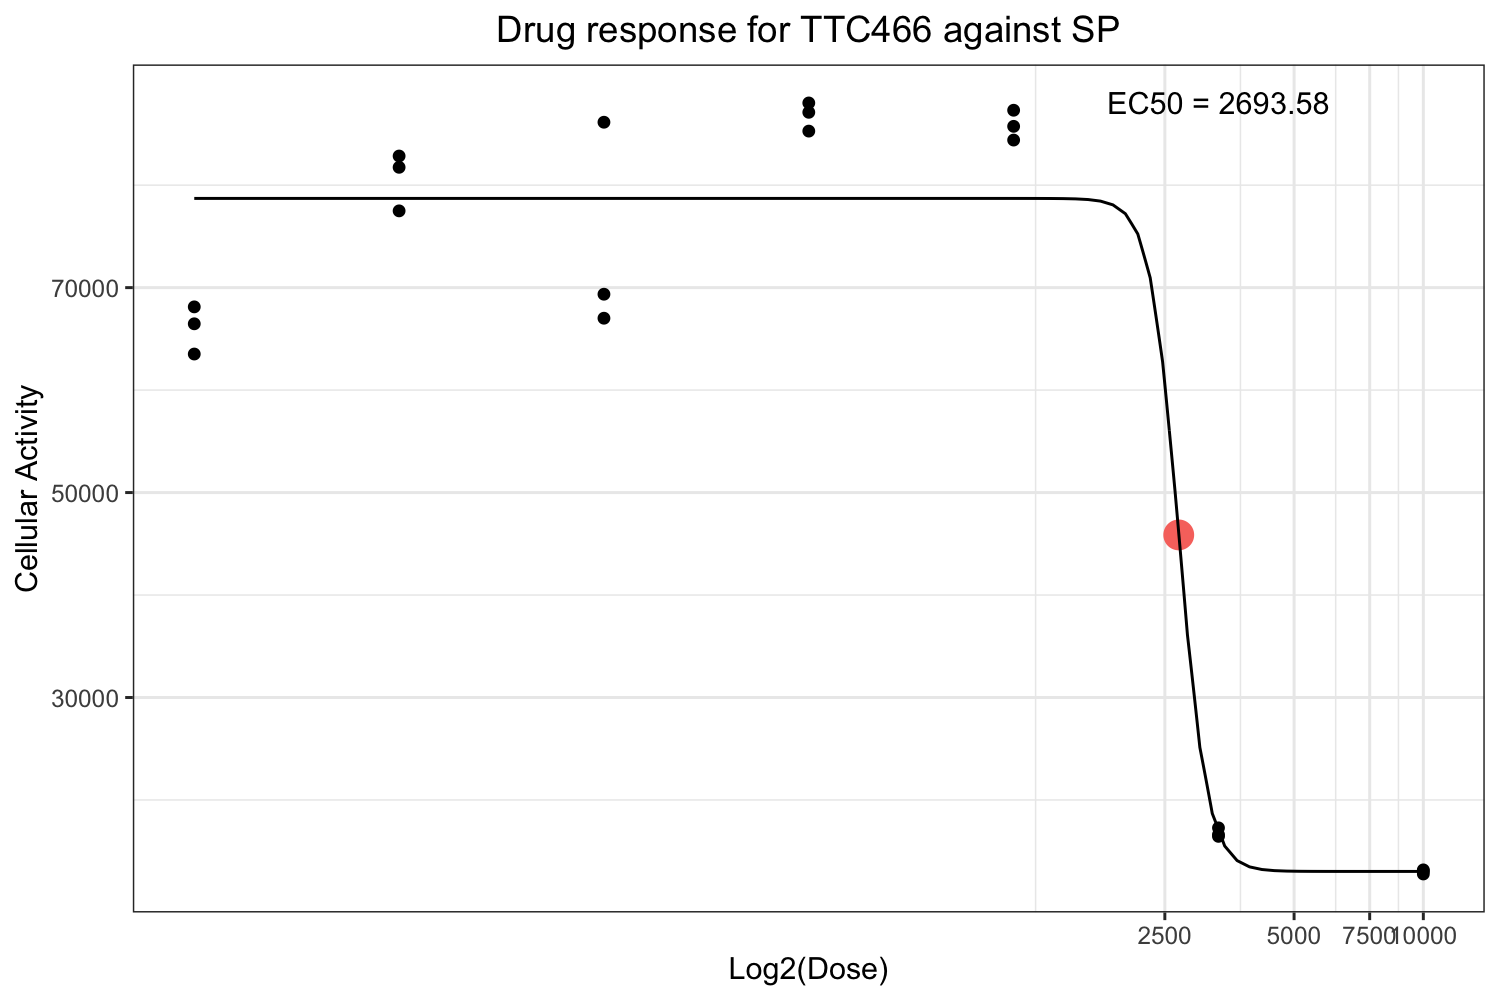 Drug response for TTC466 against SP
EC50 = 2693.58
Cellular Activity
70000
50000
30000
2500 5000 7500 10000
Log2(Dose)